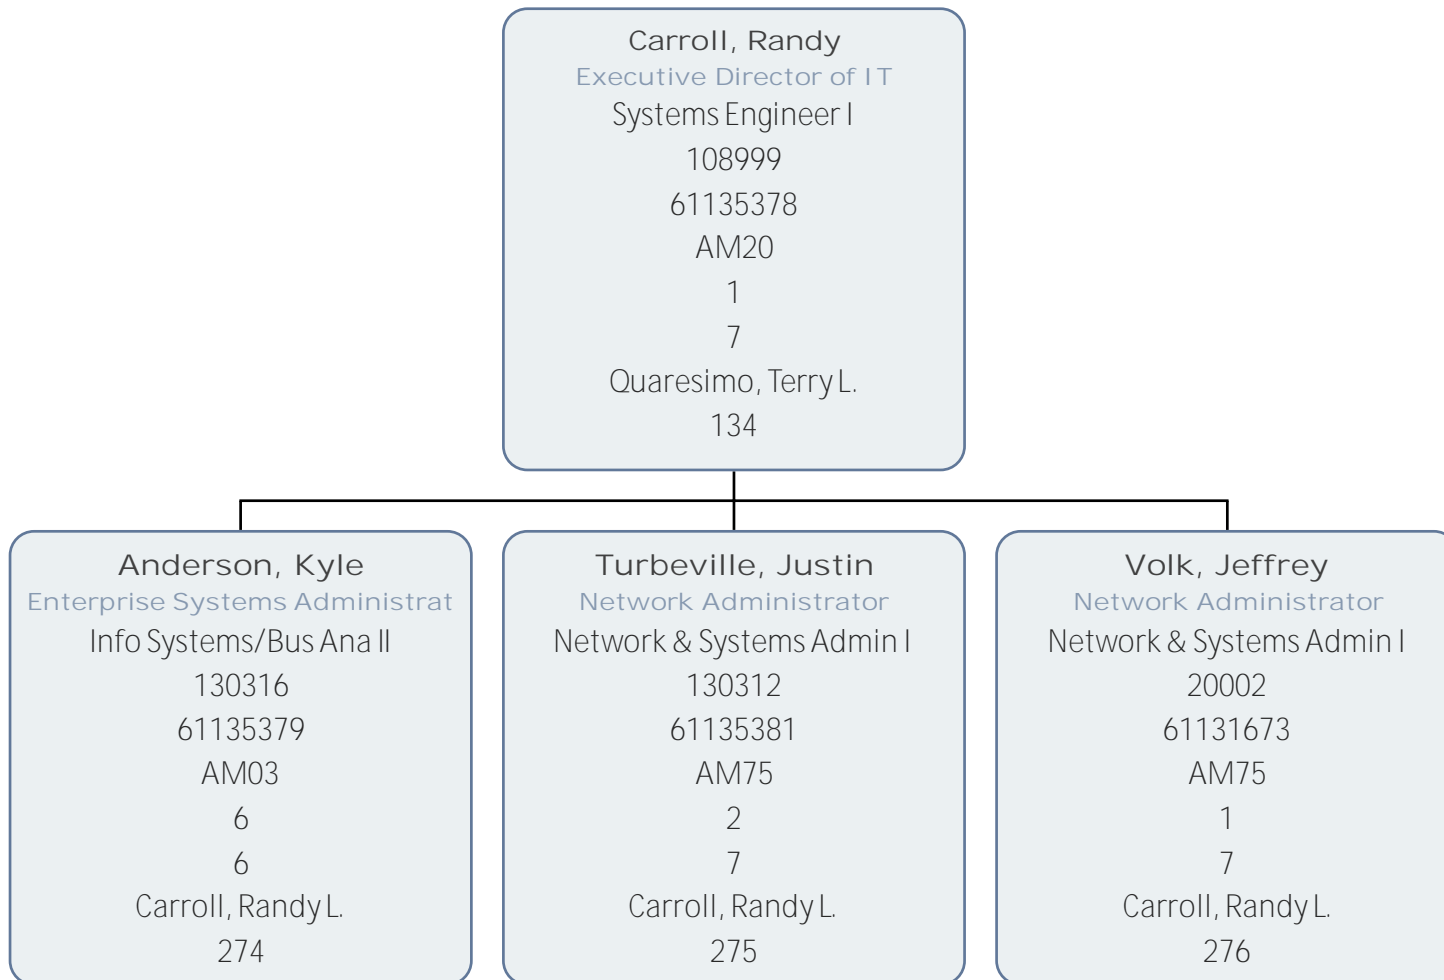 Carroll, Randy
Executive Director of IT
Systems Engineer I
108999
61135378
AM20
1
7
Quaresimo, Terry L.
134
Anderson, Kyle
Enterprise Systems Administrat
Info Systems/Bus Ana II
130316
61135379
AM03
6
6
Carroll, Randy L.
274
Turbeville, Justin
Network Administrator
Network & Systems Admin I
130312
61135381
AM75
2
7
Carroll, Randy L.
275
Volk, Jeffrey
Network Administrator
Network & Systems Admin I
20002
61131673
AM75
1
7
Carroll, Randy L.
276